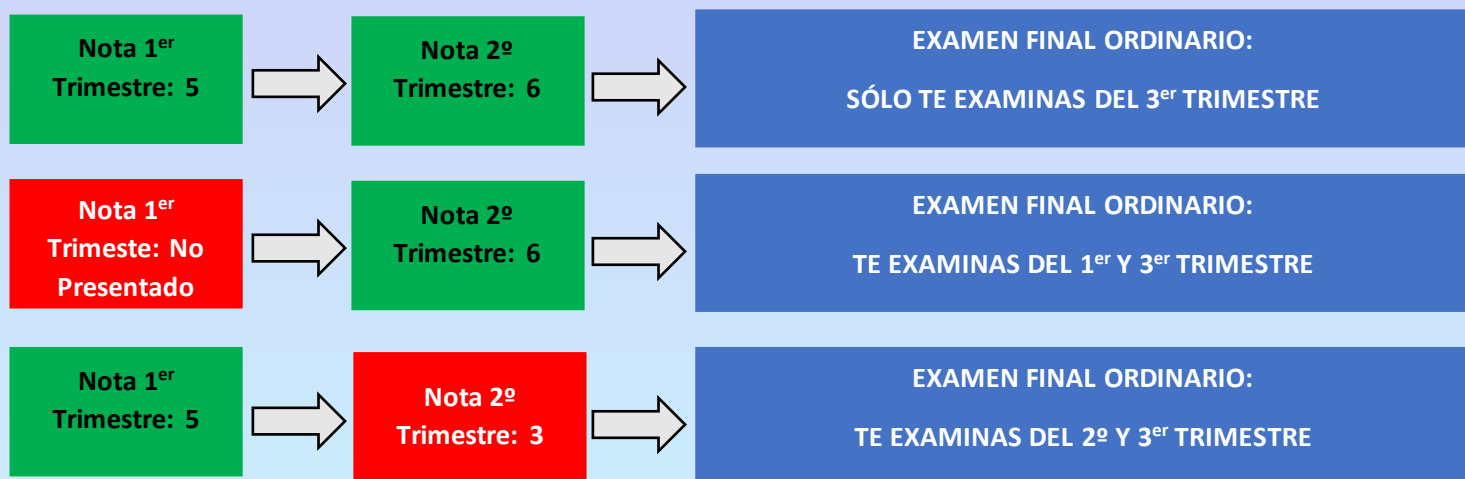 Nota 1er
Trimestre: 5
Nota 2º
Trimestre: 6
EXAMEN FINAL ORDINARIO:
SÓLO TE EXAMINAS DEL 3er TRIMESTRE
Nota 1er
Trimeste: No
Presentado
Nota 2º
Trimestre: 6
EXAMEN FINAL ORDINARIO:
TE EXAMINAS DEL 1er Y 3er TRIMESTRE
Nota 1er
Trimestre: 5
Nota 2º
Trimestre: 3
EXAMEN FINAL ORDINARIO:
TE EXAMINAS DEL 2º Y 3er TRIMESTRE